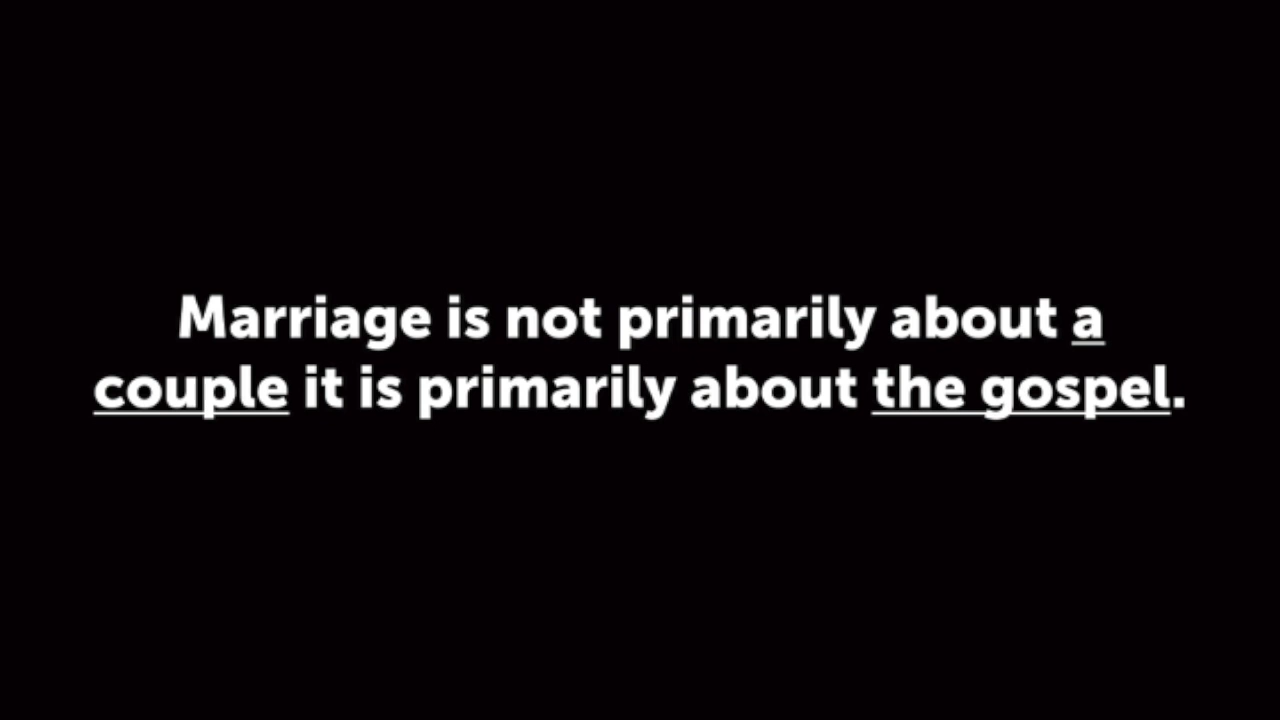 Marriage is not primarily about a
couple it is primarily about the gospel.